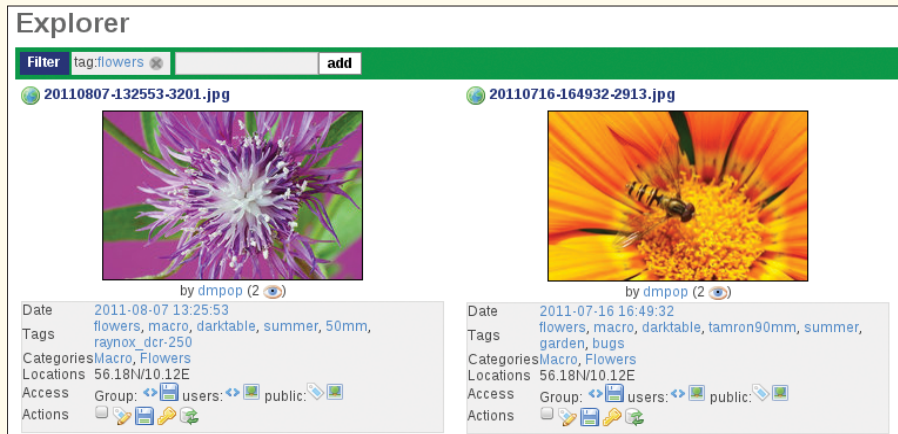 Explorer
Filter tag:flowers add
20110807-132553-3201.jpg
by dmpop (2)
Date 2011-08-07 13:25:53
Tags flowers, macro, darktable, summer, 50mm,
raynox_dcr-250
Categories Macro, Flowers
Locations 56.18N/10.12E
Access Group: users: public:
Actions
20110716-164932-2913.jpg
by dmpop (2)
Date 2011-07-16 16:49:32
Tags flowers, macro, darktable, tamron90mm, summer,
garden, bugs
Categories Macro, Flowers
Locations 56.18N/10.12E
Access Group: users: public:
Actions